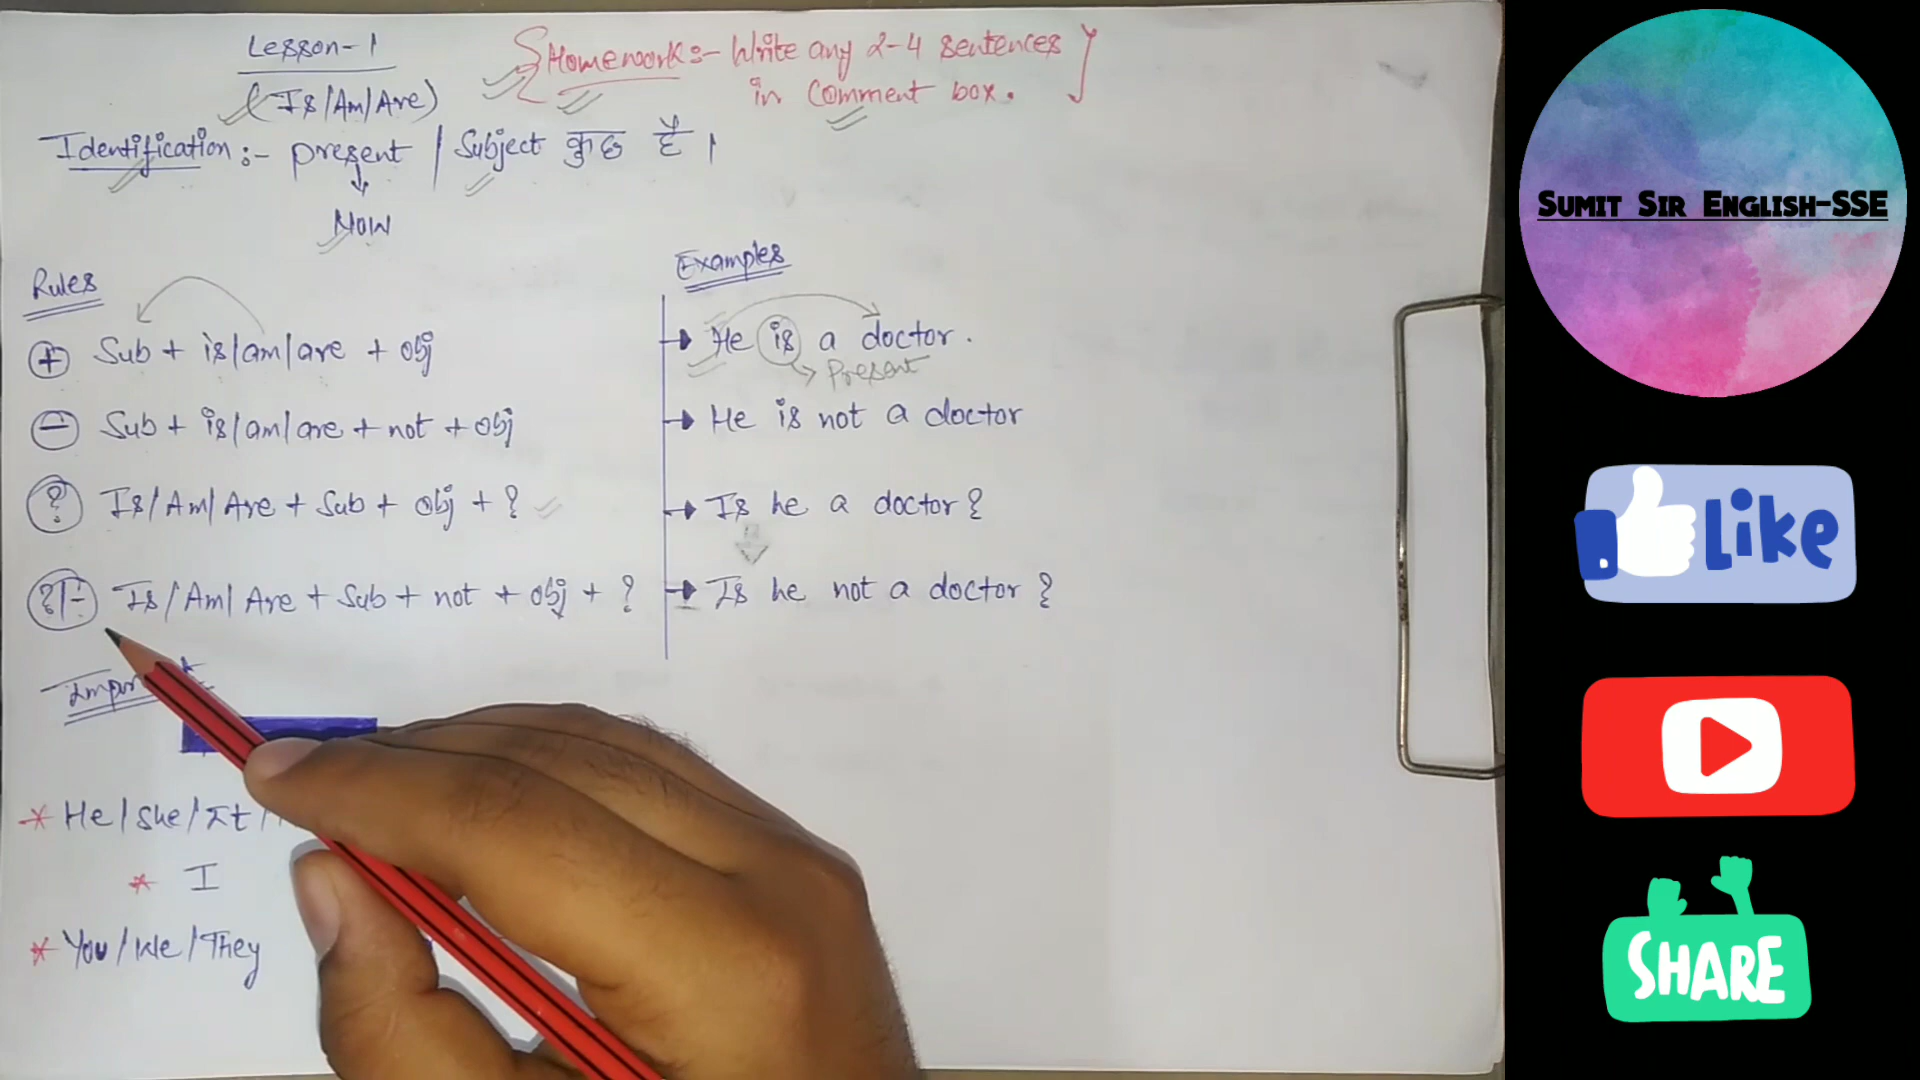 Lesson-1
(Is/Am/Are)
{Homework:- Write any 2-4 sentences
in Comment box.}
Identification:- present / Subject कुछ है।
Now
Rules
+ Sub + is/am/are + obj
- Sub + is/am/are + not + obj
? Is/Am/Are + Sub + obj + ?
?/- Is/Am/Are + Sub + not + obj + ?
Examples
He is a doctor.
Present
He is not a doctor
Is he a doctor?
Is he not a doctor?
* He/She/It/
* I
* You/We/They
SUMIT SIR ENGLISH-SSE
Like
SHARE